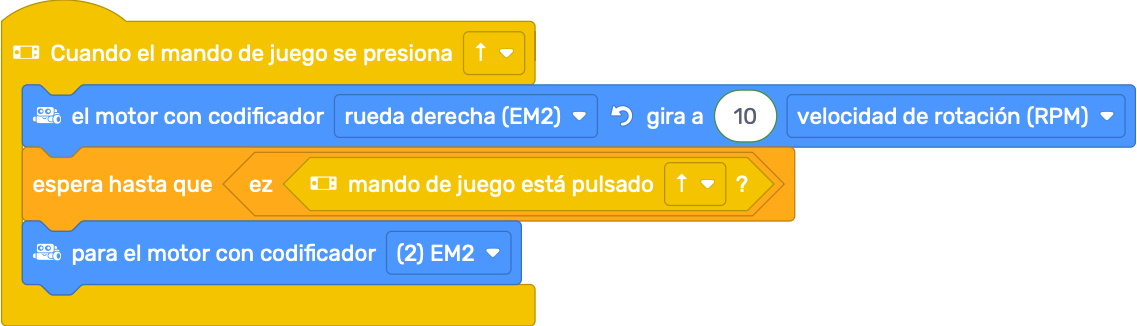 Cuando el mando de juego se presiona ↑
el motor con codificador rueda derecha (EM2) gira a 10 velocidad de rotación (RPM)
espera hasta que ez mando de juego está pulsado ↑ ?
para el motor con codificador (2) EM2